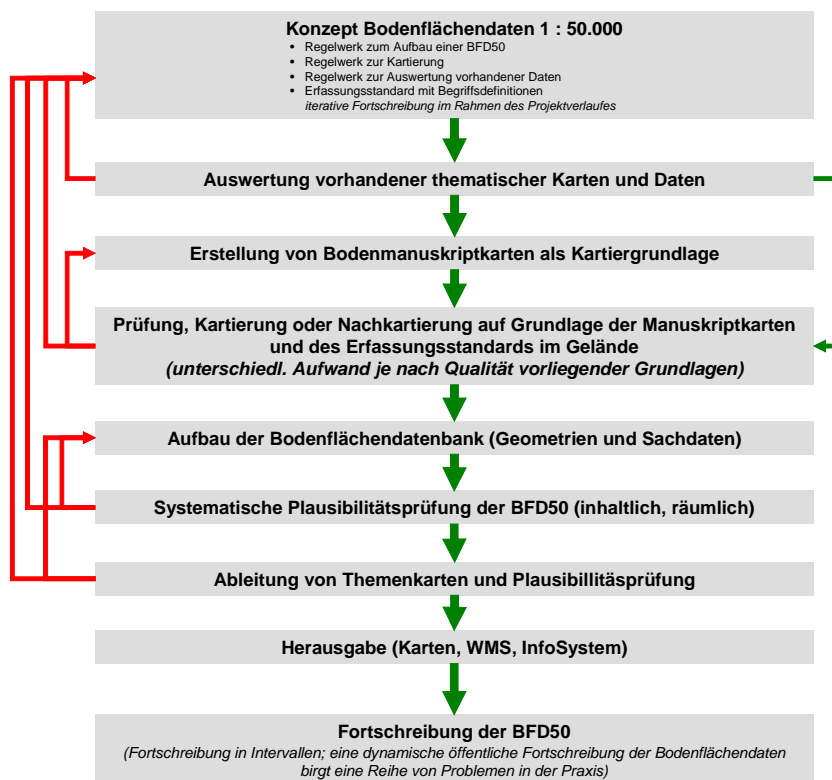 Konzept Bodenflächendaten 1 : 50.000
• Regelwerk zum Aufbau einer BFD50
• Regelwerk zur Kartierung
• Regelwerk zur Auswertung vorhandener Daten
• Erfassungsstandard mit Begriffsdefinitionen
iterative Fortschreibung im Rahmen des Projektverlaufes
Auswertung vorhandener thematischer Karten und Daten
Erstellung von Bodenmanuskriptkarten als Kartiergrundlage
Prüfung, Kartierung oder Nachkartierung auf Grundlage der Manuskriptkarten
und des Erfassungsstandards im Gelände
(unterschiedl. Aufwand je nach Qualität vorliegender Grundlagen)
Aufbau der Bodenflächendatenbank (Geometrien und Sachdaten)
Systematische Plausibilitätsprüfung der BFD50 (inhaltlich, räumlich)
Ableitung von Themenkarten und Plausibillitäsprüfung
Herausgabe (Karten, WMS, InfoSystem)
Fortschreibung der BFD50
(Fortschreibung in Intervallen; eine dynamische öffentliche Fortschreibung der Bodenflächendaten
birgt eine Reihe von Problemen in der Praxis)